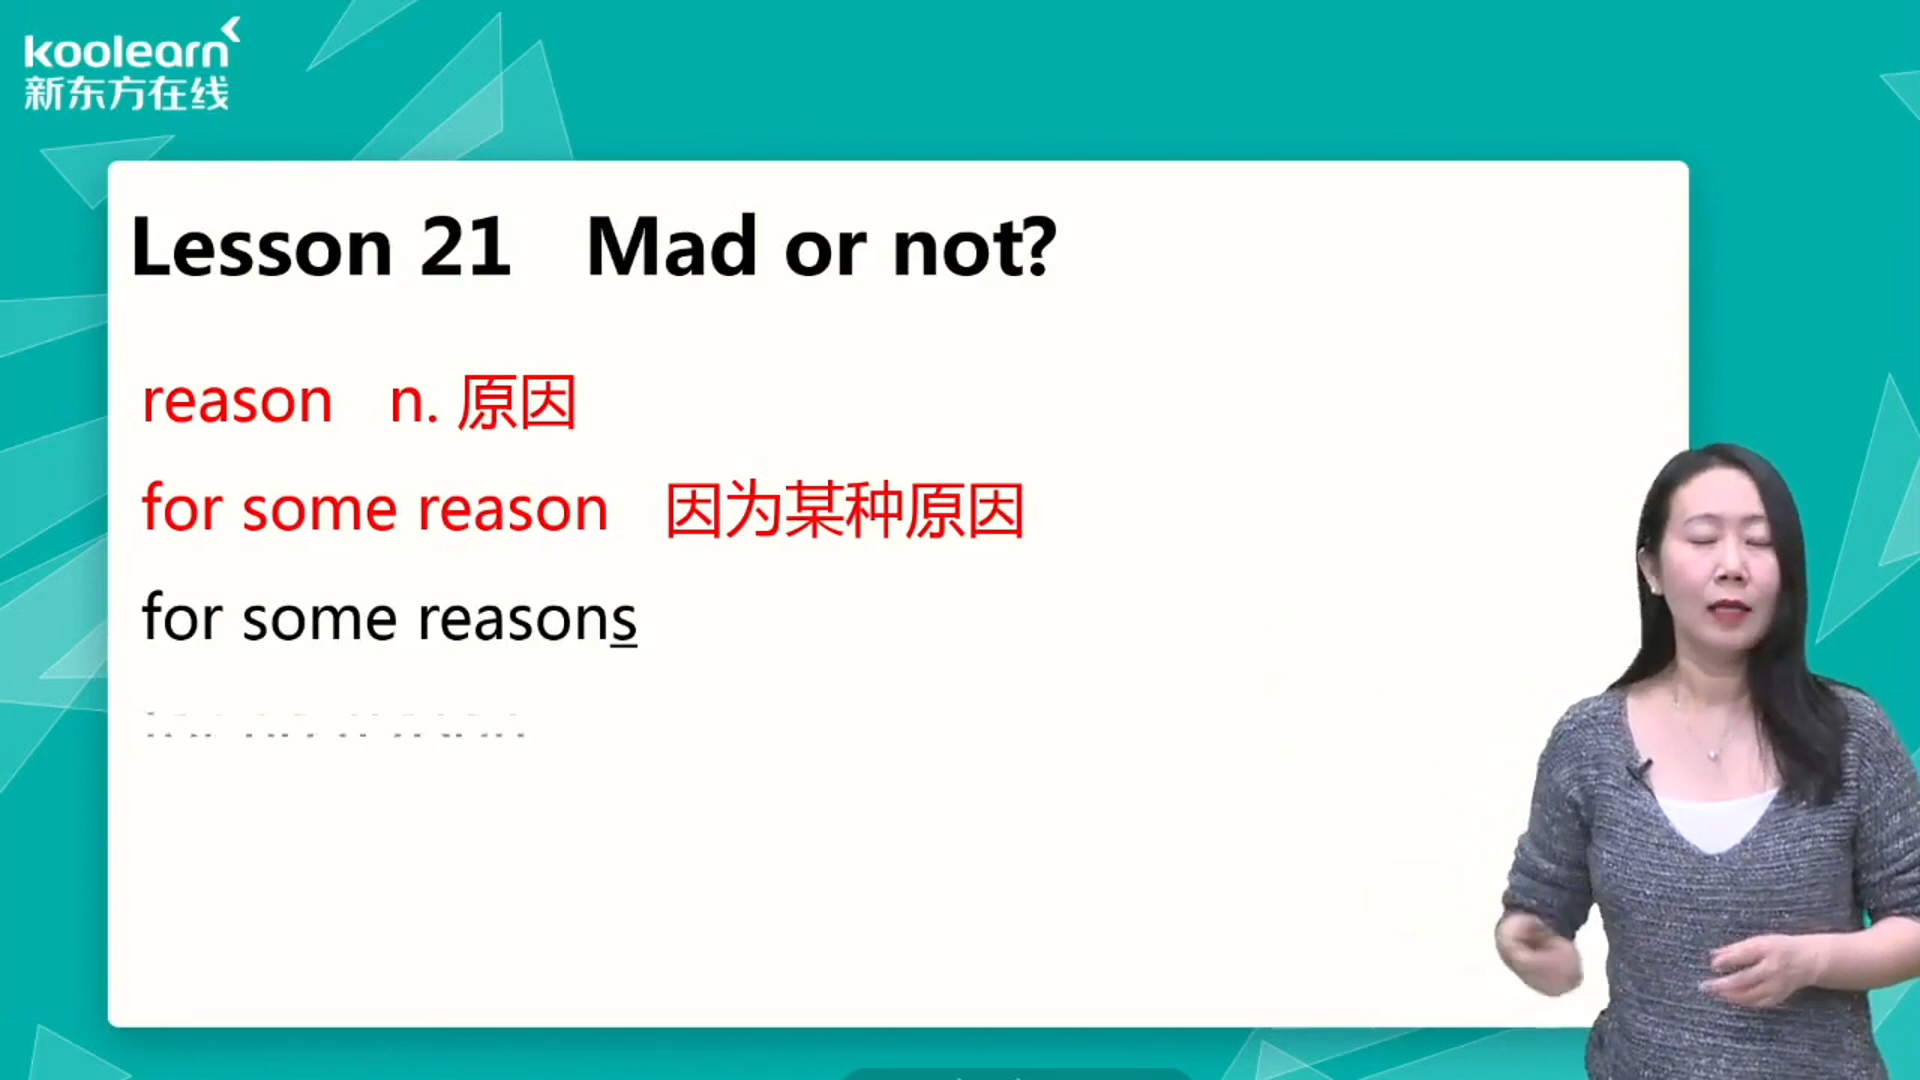 koolearn
新东方在线
Lesson 21 Mad or not?
reason n. 原因
for some reason 因为某种原因
for some reasons